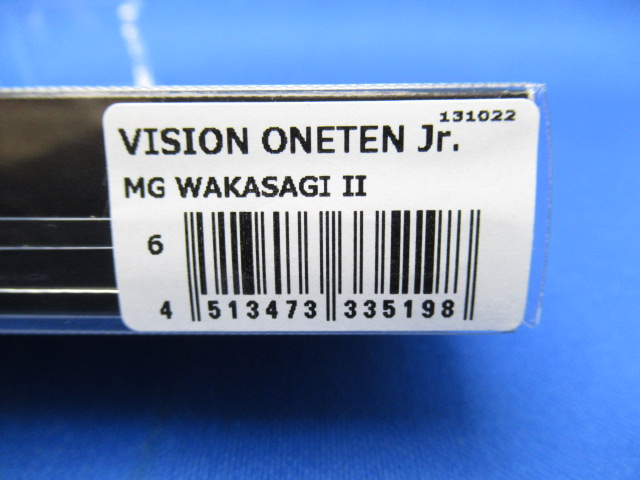 131022
VISION ONETEN Jr.
MG WAKASAGI II
6
4 513473 335198